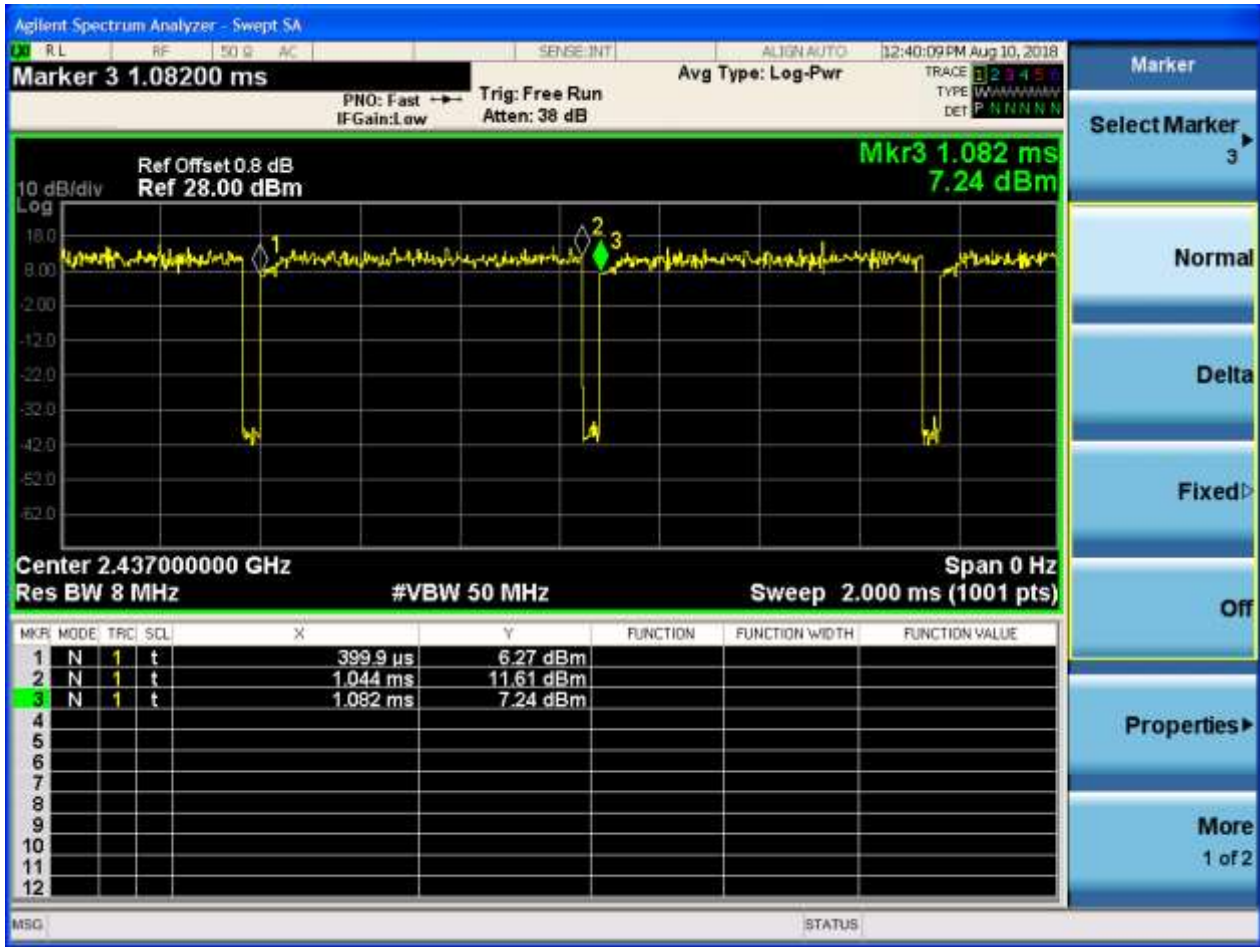 Agilent Spectrum Analyzer - Swept SA
RL RF 50 Ω AC SENSE:INT ALIGN AUTO 12:40:09 PM Aug 10, 2018
Marker 3 1.08200 ms
PNO: Fast
IFGain:Low
Trig: Free Run
Atten: 38 dB
Avg Type: Log-Pwr
TRACE 1 2 3 4 5 6
TYPE
DET P N N N N N
Mkr3 1.082 ms
7.24 dBm
Ref Offset 0.8 dB
10 dB/div Ref 28.00 dBm
Log
18.0
8.00
-2.00
-12.0
-22.0
-32.0
-42.0
-52.0
-62.0
1
2
3
Center 2.437000000 GHz Span 0 Hz
Res BW 8 MHz #VBW 50 MHz Sweep 2.000 ms (1001 pts)
MKR MODE TRC SCL X Y FUNCTION FUNCTION WIDTH FUNCTION VALUE
1 N 1 t 399.9 µs 6.27 dBm
2 N 1 t 1.044 ms 11.61 dBm
3 N 1 t 1.082 ms 7.24 dBm
4
5
6
7
8
9
10
11
12
MSG STATUS
Marker
Select Marker
3
Normal
Delta
Fixed
Off
Properties
More
1 of 2